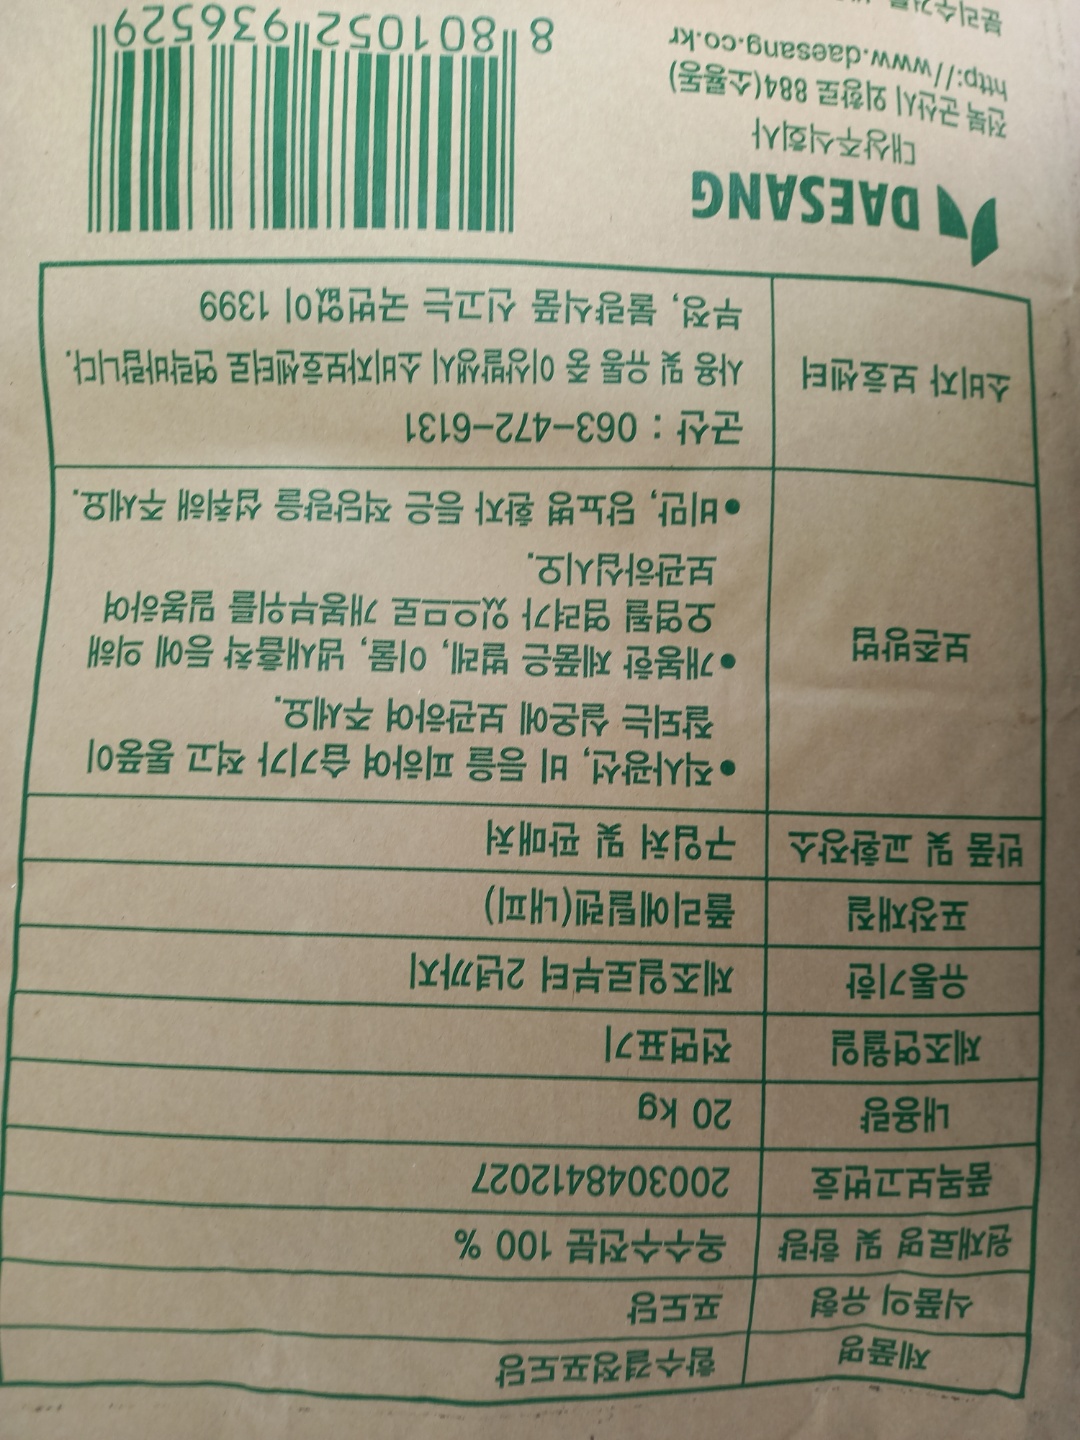 제품명 함수결정포도당
식품의 유형 포도당
원재료명 및 함량 옥수수전분 100 %
품목보고번호 200304841​2027
내용량 20 kg
제조연월일 전면표기
유통기한 제조일로부터 2년까지
포장재질 폴리에틸렌(내피)
반품 및 교환장소 구입처 및 판매처
보존방법
●직사광선, 비 등을 피하여 습기가 적고 통풍이
잘되는 실온에 보관하여 주세요.
●개봉한 제품은 벌레, 이물, 냄새흡착 등에 의해
오염될 염려가 있으므로 개봉부위를 밀봉하여
보관하십시오.
●비만, 당뇨병 환자 등은 적당량을 섭취해 주세요.
소비자 보호센터
군산 : 063-472-6131
사용 및 유통 중 이상발생시 소비자보호센터로 연락바랍니다.
부정, 불량식품 신고는 국번없이 1399
DAESANG
대상주식회사
전북 군산시 외항로 884(소룡동)
http://www.daesang.co.kr
분리수거를
8 801052 936529